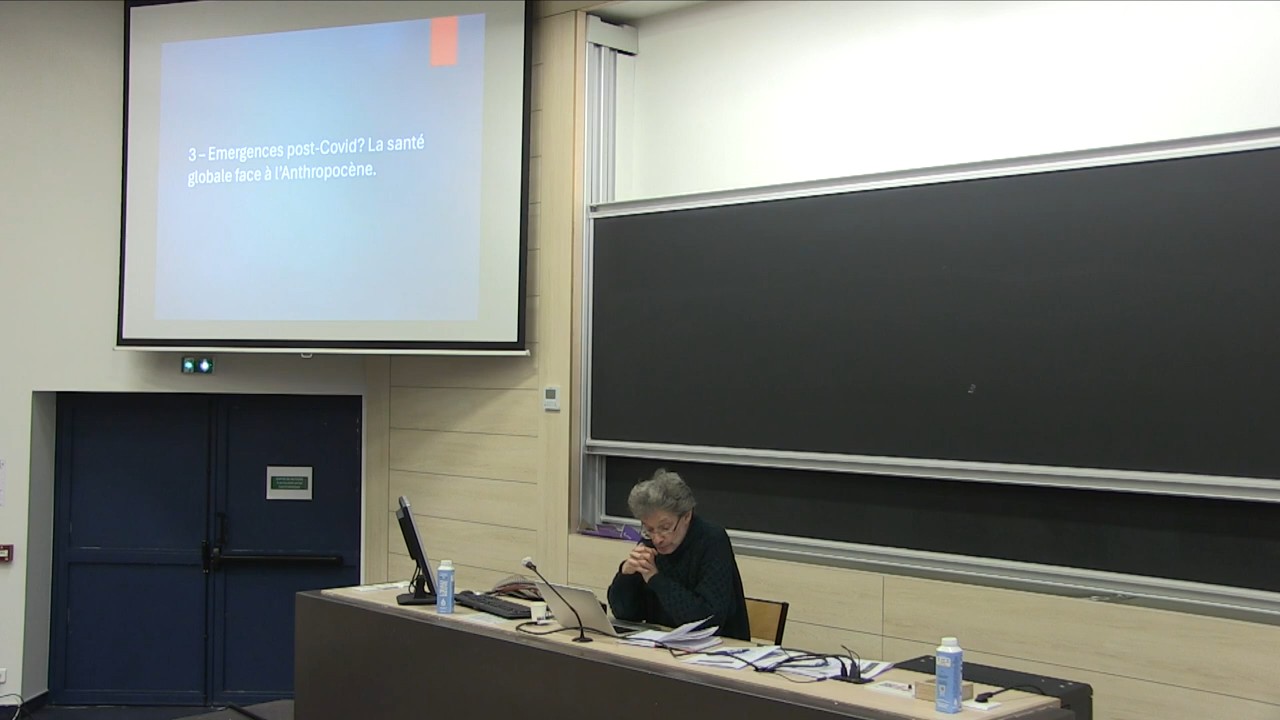 3 – Emergences post-Covid? La santé
globale face à l'Anthropocène.